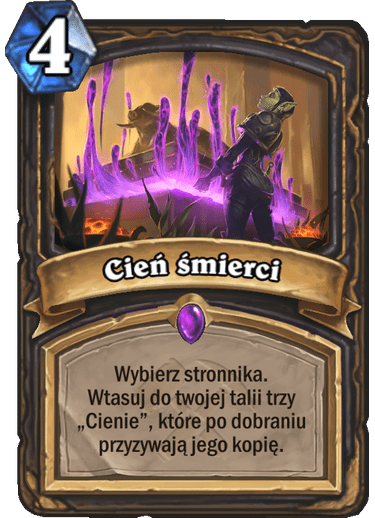 4
Cień śmierci
Wybierz stronnika.
Wtasuj do twojej talii trzy
„Cienie”, które po dobraniu
przyzywają jego kopię.